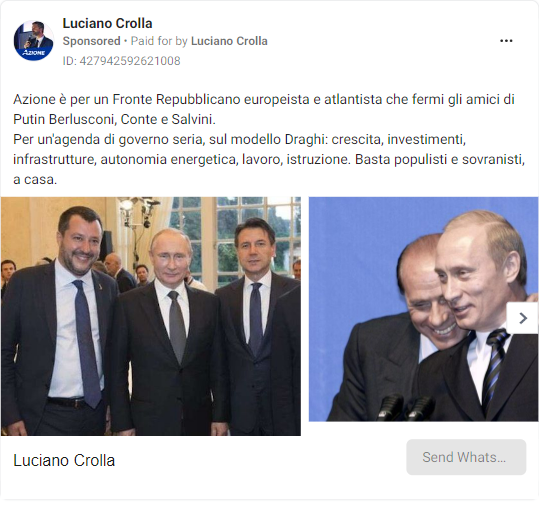 Luciano Crolla
Sponsored • Paid for by Luciano Crolla
ID: 427942592621008
AZIONE
Azione è per un Fronte Repubblicano europeista e atlantista che fermi gli amici di
Putin Berlusconi, Conte e Salvini.
Per un'agenda di governo seria, sul modello Draghi: crescita, investimenti,
infrastrutture, autonomia energetica, lavoro, istruzione. Basta populisti e sovranisti,
a casa.
Luciano Crolla
Send Whats...